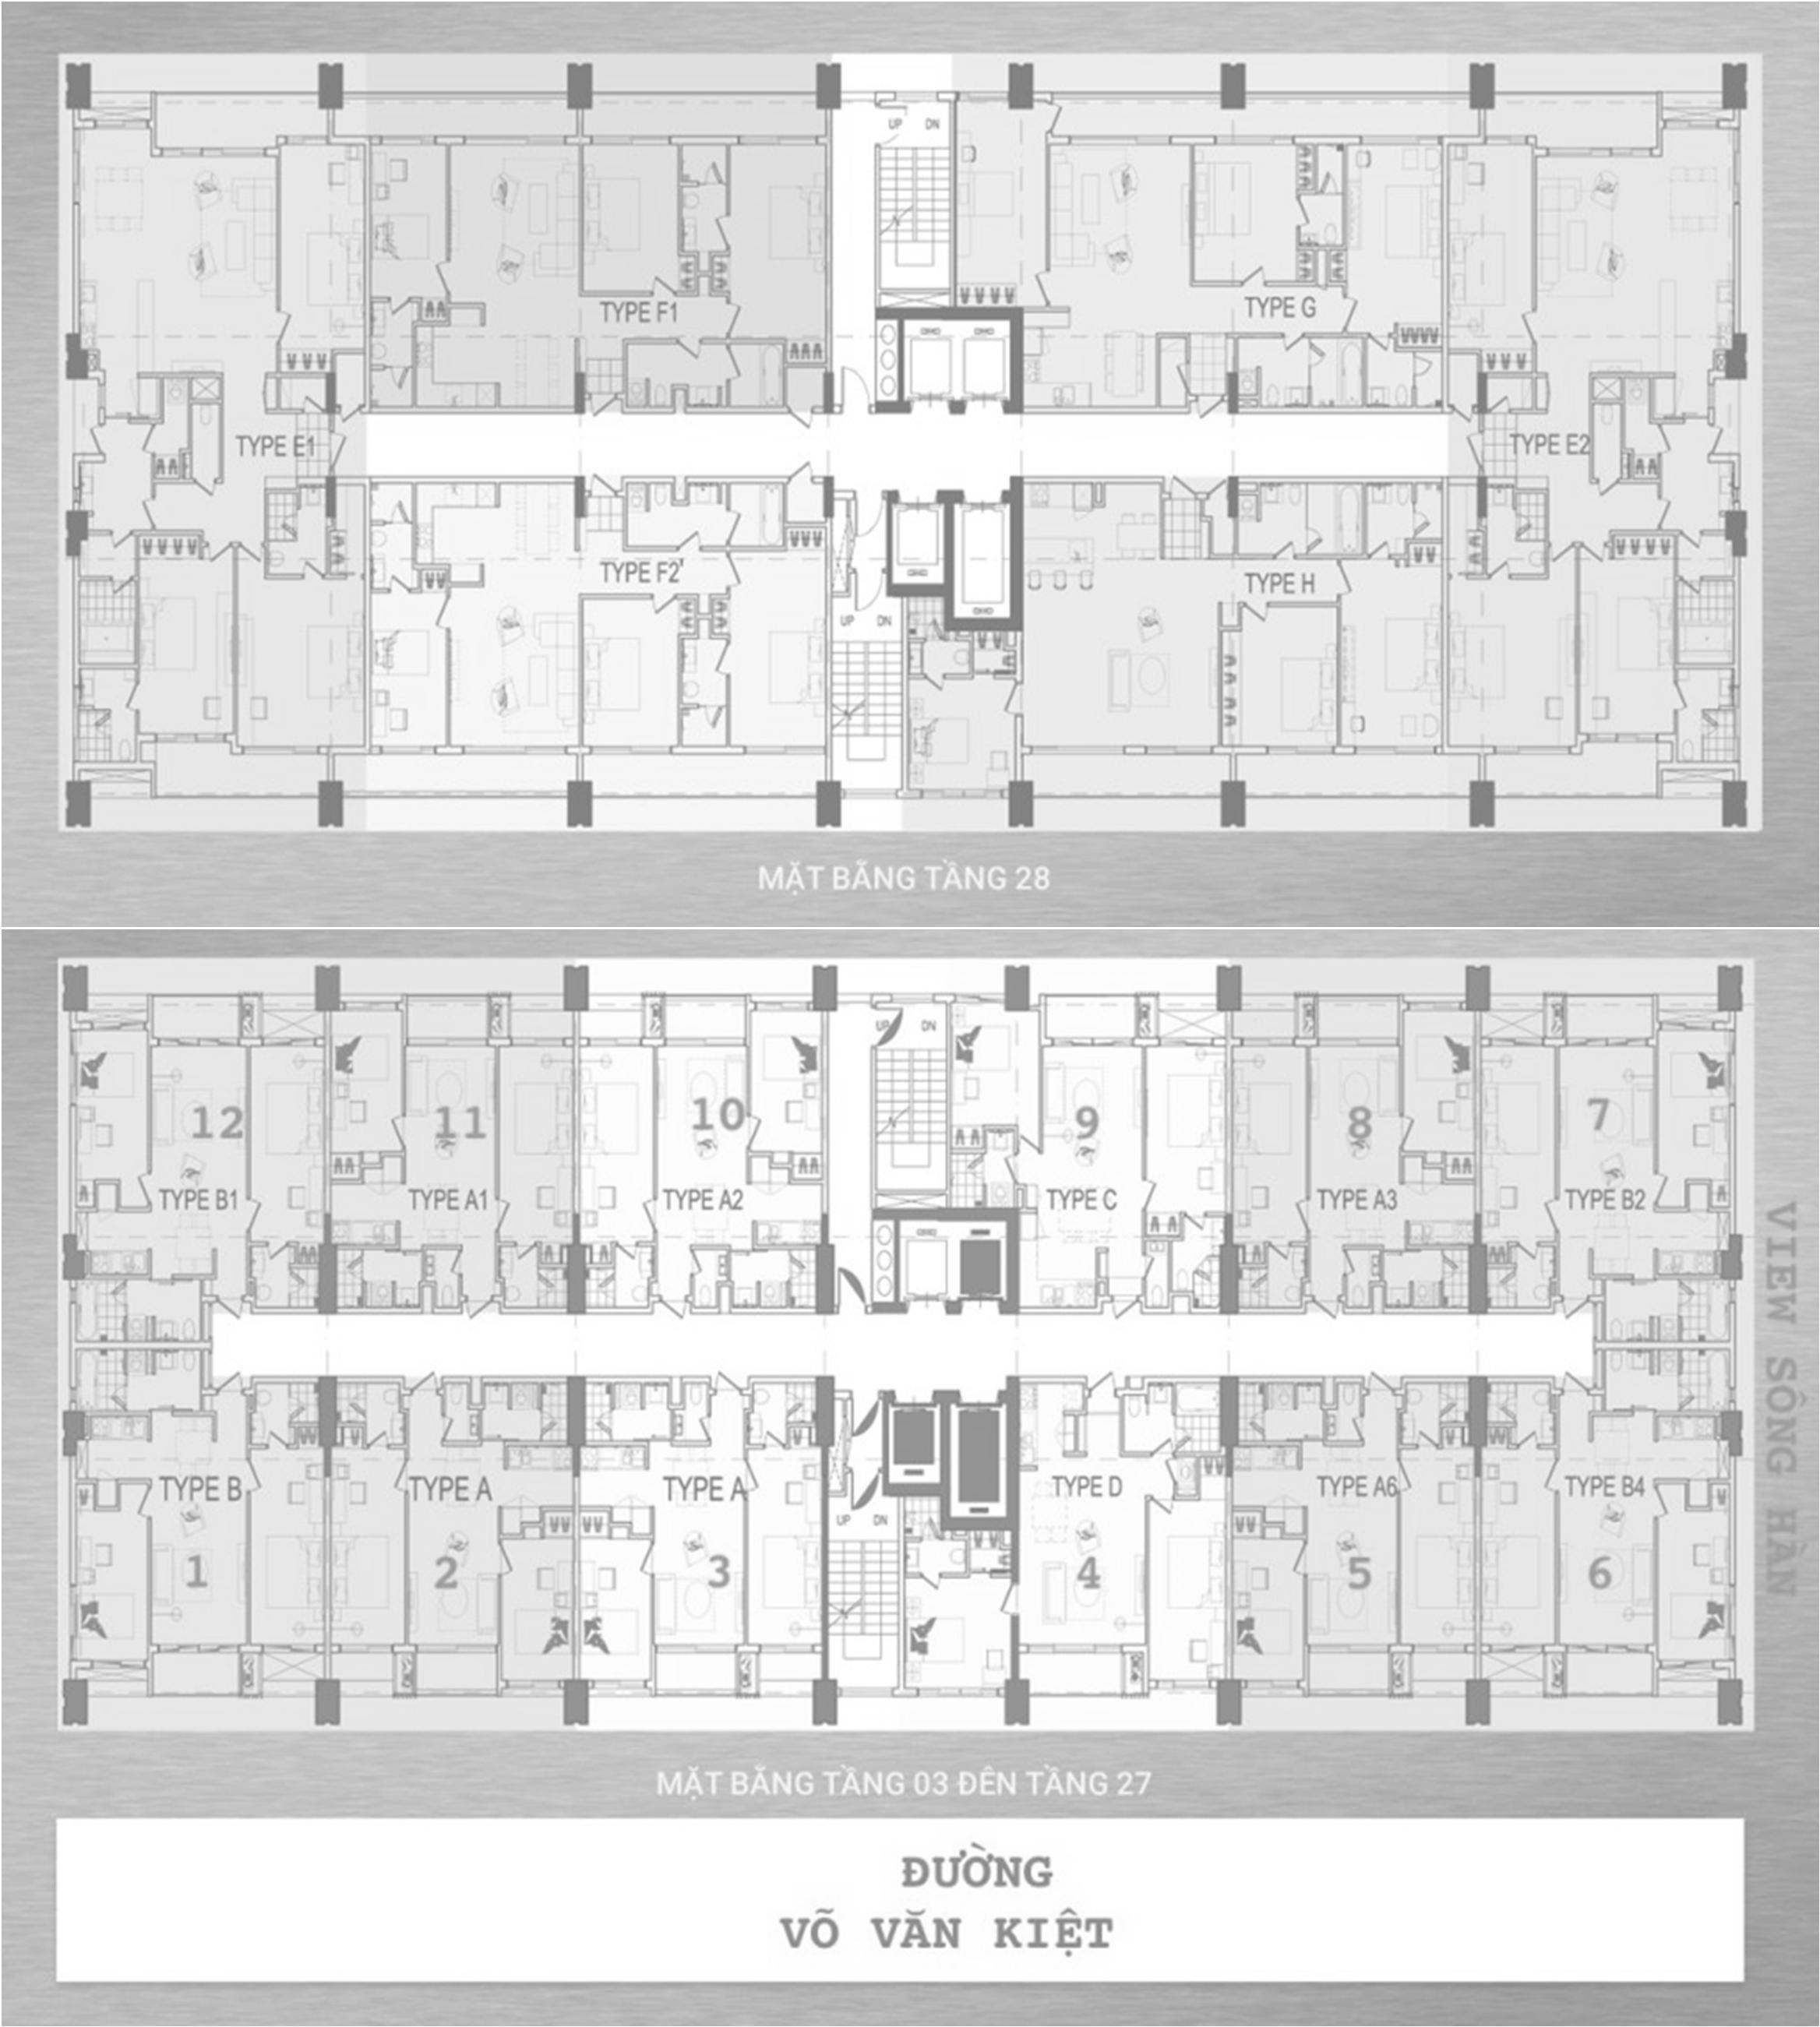 UP DN
TYPE F1
TYPE G
TYPE E1
TYPE E2
TYPE F2'
TYPE H
UP DN
MẶT BẰNG TẦNG 28
UP DN
12
11
10
9
8
7
TYPE B1
TYPE A1
TYPE A2
TYPE C
TYPE A3
TYPE B2
VIEW SÔNG HÀN
TYPE B
TYPE A
TYPE A
TYPE D
TYPE A6
TYPE B4
UP DN
1
2
3
4
5
6
MẶT BẰNG TẦNG 03 ĐÊN TẦNG 27
ĐƯỜNG
VÕ VĂN KIỆT